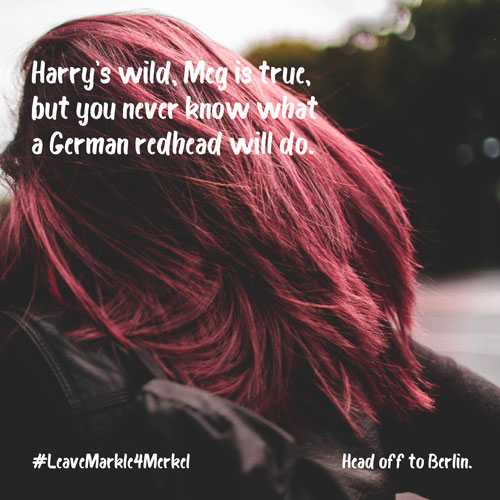 Harry's wild, Meg is true,
but you never know what
a German redhead will do.
#LeaveMarkle4Merkel
Head off to Berlin.